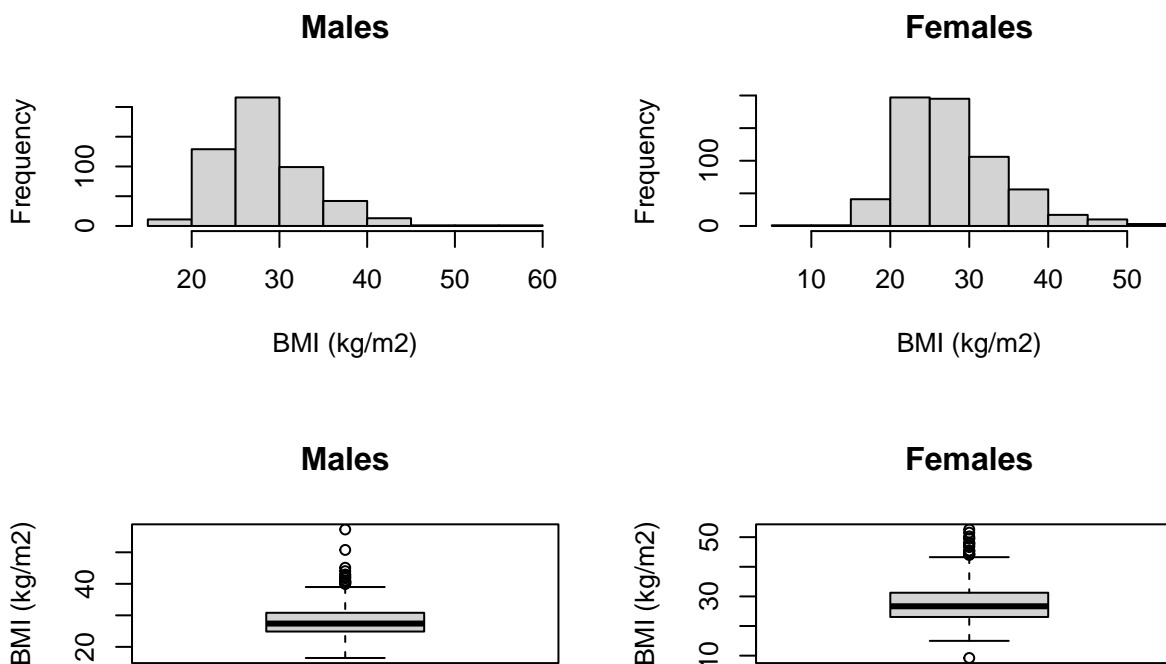 Males
Frequency
0 100
20 30 40 50 60
BMI (kg/m2)
Females
Frequency
0 100
10 20 30 40 50
BMI (kg/m2)
Males
BMI (kg/m2)
20 40
Females
BMI (kg/m2)
10 30 50